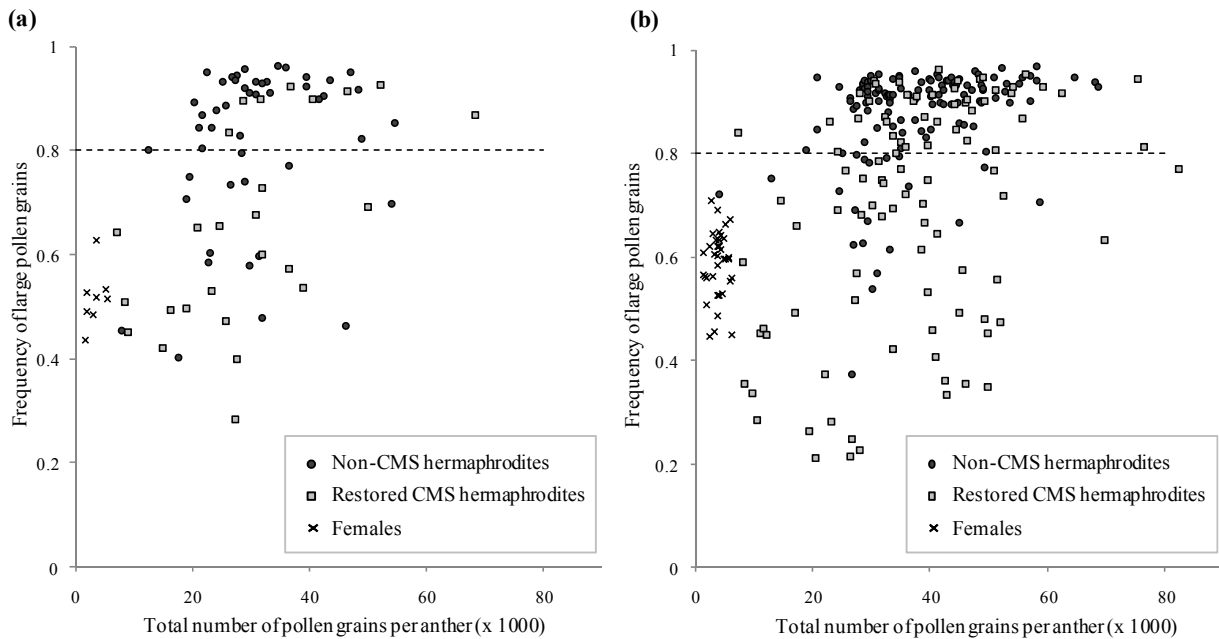 (a)
1
0.8
0.6
0.4
0.2
0
0
20
40
60
80
Frequency of large pollen grains
Total number of pollen grains per anther (x 1000)
Non-CMS hermaphrodites
Restored CMS hermaphrodites
Females
(b)
1
0.8
0.6
0.4
0.2
0
0
20
40
60
80
Frequency of large pollen grains
Total number of pollen grains per anther (x 1000)
Non-CMS hermaphrodites
Restored CMS hermaphrodites
Females